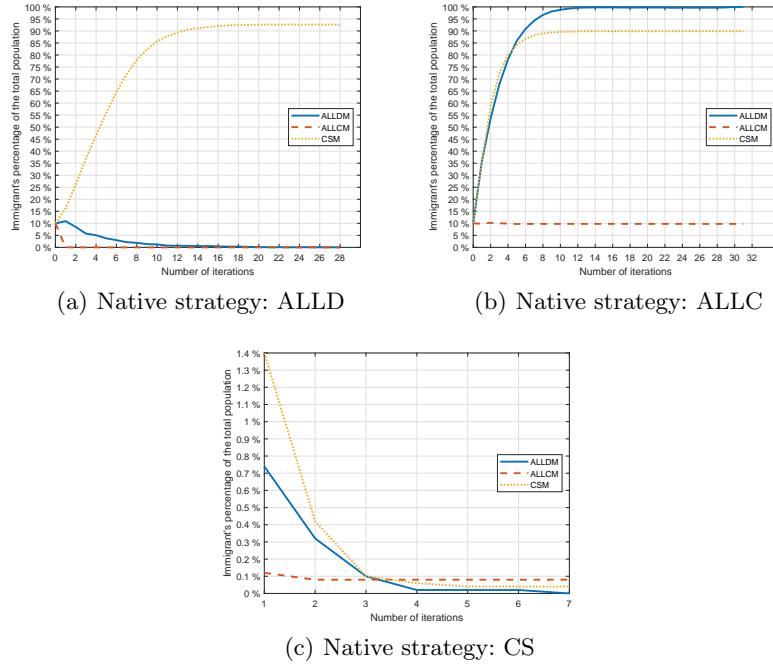 100 %
95 %
90 %
85 %
80 %
75 %
70 %
65 %
60 %
55 %
50 %
45 %
40 %
35 %
30 %
25 %
20 %
15 %
10 %
5 %
0 %
Immigrant's percentage of the total population
ALLDM
ALLCM
CSM
0 2 4 6 8 10 12 14 16 18 20 22 24 26 28
Number of iterations
(a) Native strategy: ALLD
100 %
95 %
90 %
85 %
80 %
75 %
70 %
65 %
60 %
55 %
50 %
45 %
40 %
35 %
30 %
25 %
20 %
15 %
10 %
5 %
0 %
Immigrant's percentage of the total population
ALLDM
ALLCM
CSM
0 2 4 6 8 10 12 14 16 18 20 22 24 26 28 30 32
Number of iterations
(b) Native strategy: ALLC
1.4 %
1.3 %
1.2 %
1.1 %
1 %
0.9 %
0.8 %
0.7 %
0.6 %
0.5 %
0.4 %
0.3 %
0.2 %
0.1 %
0 %
Immigrant's percentage of the total population
ALLDM
ALLCM
CSM
1 2 3 4 5 6 7
Number of iterations
(c) Native strategy: CS